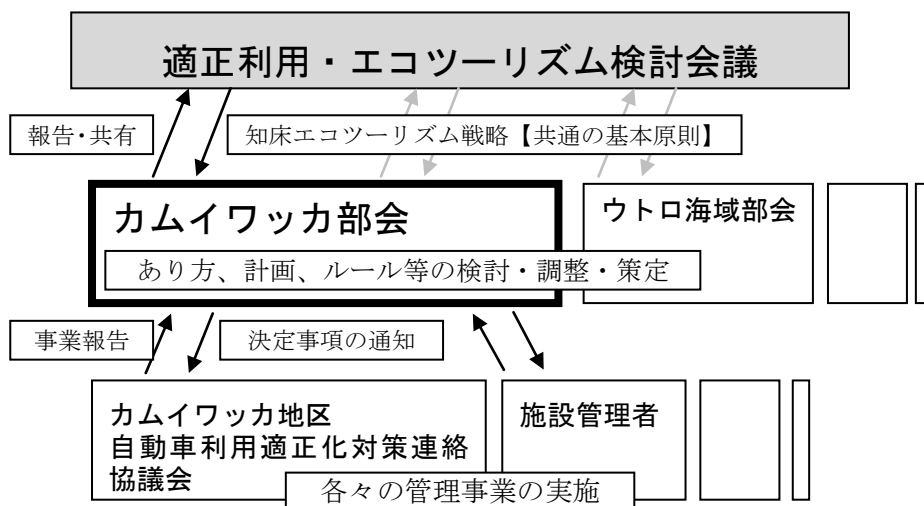 適正利用・エコツーリズム検討会議
報告・共有
知床エコツーリズム戦略【共通の基本原則】
カムイワッカ部会
ウトロ海域部会
あり方、計画、ルール等の検討・調整・策定
事業報告
決定事項の通知
カムイワッカ地区
自動車利用適正化対策連絡
協議会
施設管理者
各々の管理事業の実施